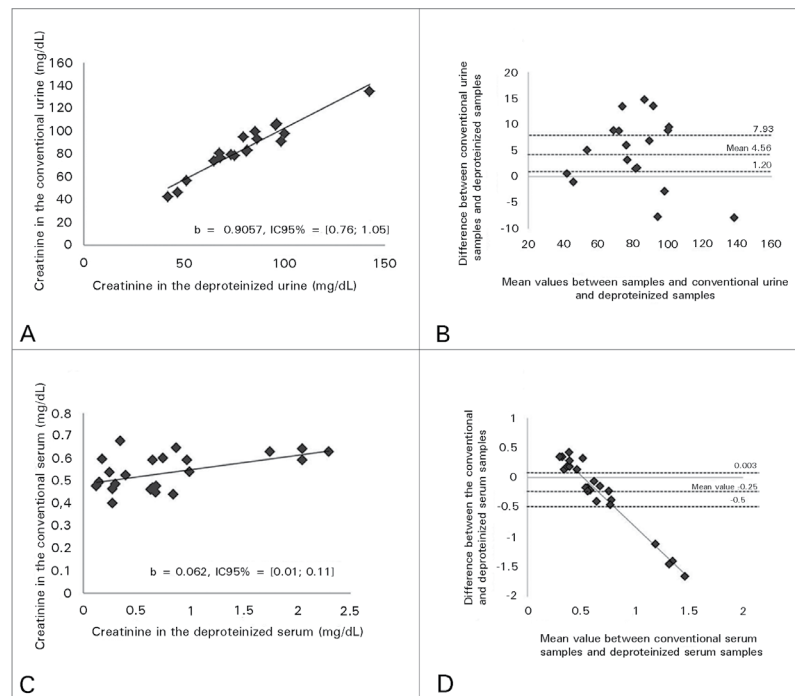 Creatinine in the conventional urine (mg/dL)
160
140
120
100
80
60
40
20
0
b = 0.9057, IC95% = [0.76; 1.05]
0
50
100
150
Creatinine in the deproteinized urine (mg/dL)
A
Difference between conventional urine
samples and deproteinized samples
20
15
10
5
0
-5
-10
7.93
Mean 4.56
1.20
20
40
60
80
100
120
140
160
Mean values between samples and conventional urine
and deproteinized samples
B
Creatinine in the conventional serum (mg/dL)
0.8
0.7
0.6
0.5
0,4
0.3
0.2
0.1
0
b = 0.062, IC95% = [0.01; 0.11]
0
0.5
1
1.5
2
2.5
Creatinine in the deproteinized serum (mg/dL)
C
Difference between the conventional
and deproteinized serum samples
1
0.5
0
-0.5
-1
-1.5
-2
0.003
Mean value -0.25
-0.5
0
0.5
1
1.5
2
Mean value between conventional serum
samples and deproteinized serum samples
D